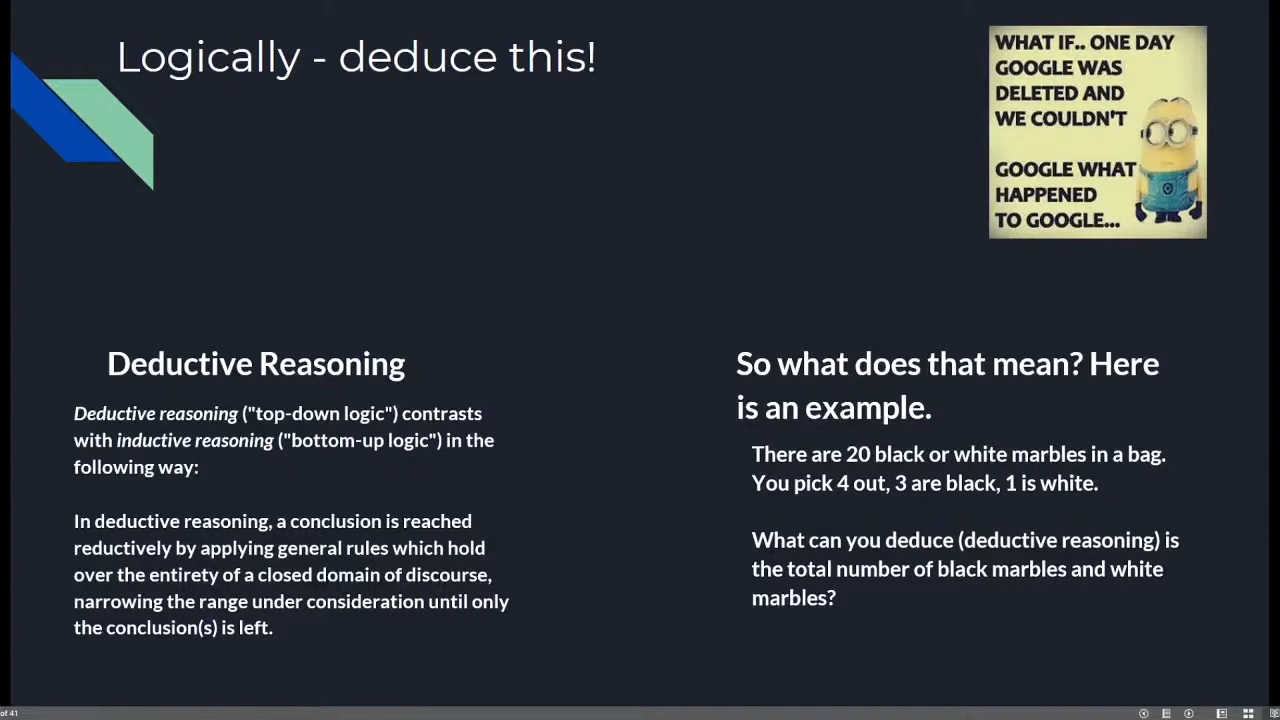 Logically - deduce this!
WHAT IF.. ONE DAY
GOOGLE WAS
DELETED AND
WE COULDN'T
GOOGLE WHAT
HAPPENED
TO GOOGLE...
Deductive Reasoning
Deductive reasoning ("top-down logic") contrasts
with inductive reasoning ("bottom-up logic") in the
following way:
In deductive reasoning, a conclusion is reached
reductively by applying general rules which hold
over the entirety of a closed domain of discourse,
narrowing the range under consideration until only
the conclusion(s) is left.
So what does that mean? Here
is an example.
There are 20 black or white marbles in a bag.
You pick 4 out, 3 are black, 1 is white.
What can you deduce (deductive reasoning) is
the total number of black marbles and white
marbles?
of 41